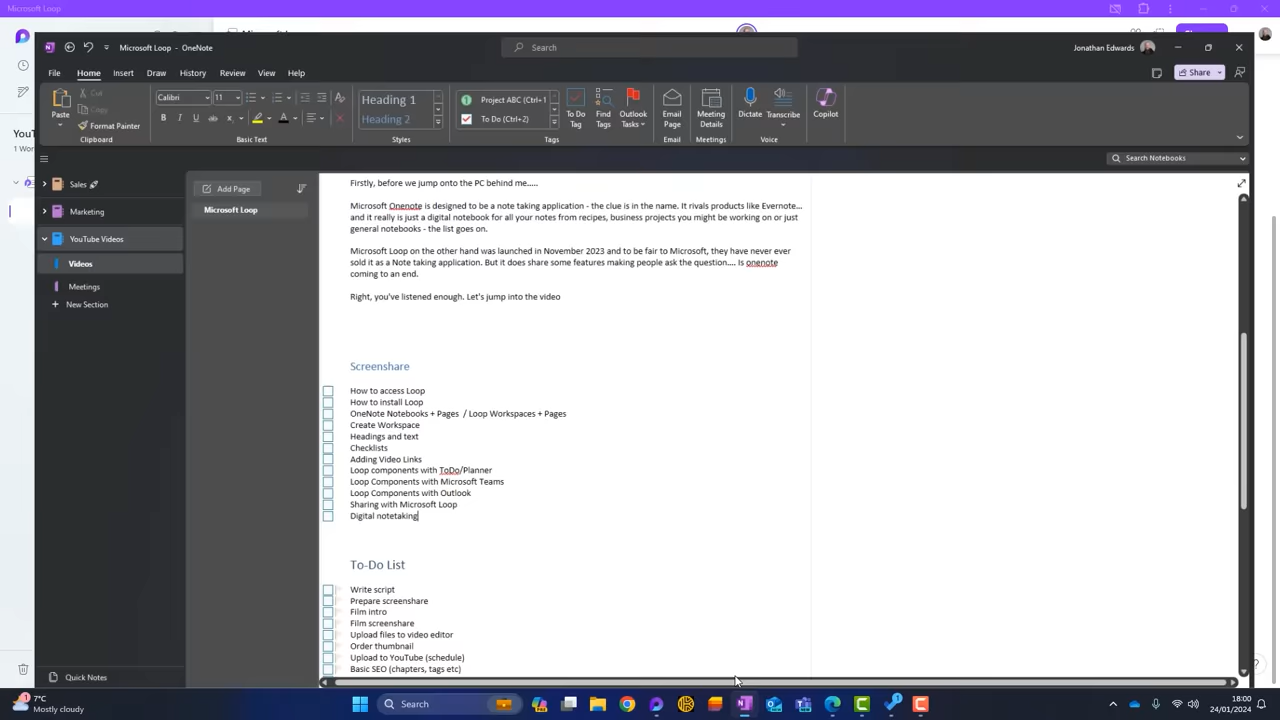 Microsoft Loop
Microsoft Loop - OneNote
Search
Jonathan Edwards
File
Home
Insert
Draw
History
Review
View
Help
Share
Paste
Cut
Copy
Format Painter
Clipboard
Calibri
11
Basic Text
Heading 1
Heading 2
Styles
Project ABC (Ctrl+1
To Do (Ctrl+2)
To Do
Tag
Find
Tags
Outlook
Tasks
Tags
Email
Page
Email
Meeting
Details
Meetings
Dictate
Transcribe
Voice
Copilot
YouT
1 Wor
Search Notebooks
Sales
Marketing
YouTube Videos
Videos
Meetings
New Section
Quick Notes
Add Page
Microsoft Loop
Firstly, before we jump onto the PC behind me.....
Microsoft Onenote is designed to be a note taking application - the clue is in the name. It rivals products like Evernote...
and it really is just a digital notebook for all your notes from recipes, business projects you might be working on or just
general notebooks - the list goes on.
Microsoft Loop on the other hand was launched in November 2023 and to be fair to Microsoft, they have never ever
sold it as a Note taking application. But it does share some features making people ask the question.... Is onenote
coming to an end.
Right, you've listened enough. Let's jump into the video
Screenshare
How to access Loop
How to install Loop
OneNote Notebooks + Pages / Loop Workspaces + Pages
Create Workspace
Headings and text
Checklists
Adding Video Links
Loop components with ToDo/Planner
Loop Components with Microsoft Teams
Loop Components with Outlook
Sharing with Microsoft Loop
Digital notetaking
To-Do List
Write script
Prepare screenshare
Film intro
Film screenshare
Upload files to video editor
Order thumbnail
Upload to YouTube (schedule)
Basic SEO (chapters, tags etc)
7°C
Mostly cloudy
Search
18:00
24/01/2024